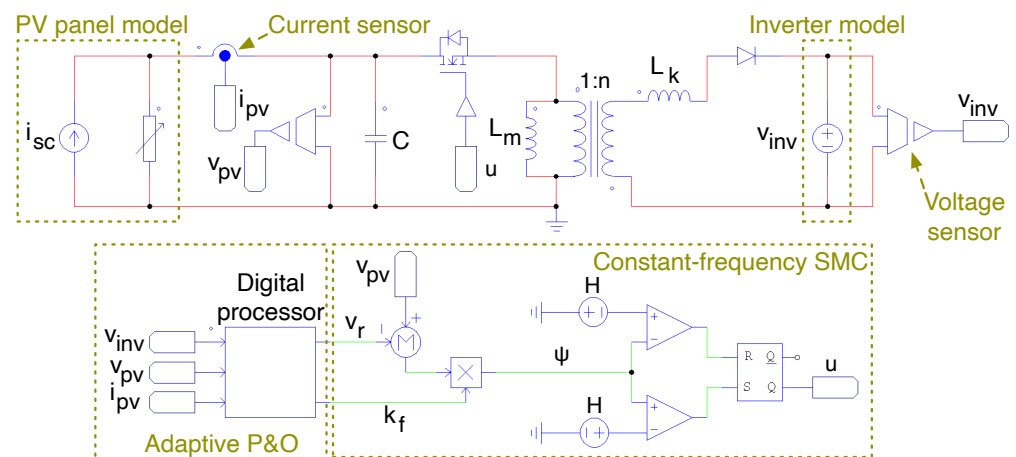 PV panel model
Current sensor
Inverter model
1:n
L_k
i_pv
i_sc
v_pv
C
u
L_m
v_inv
v_inv
Voltage
sensor
Constant-frequency SMC
Digital
processor
v_pv
H
v_r
v_inv
v_pv
i_pv
M
ψ
R Q
S Q
u
k_f
H
Adaptive P&O